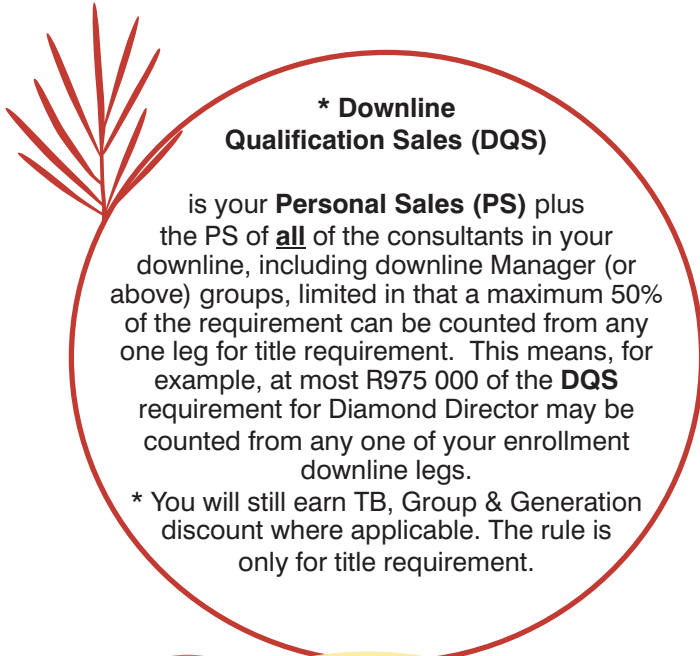 * Downline
Qualification Sales (DQS)
is your Personal Sales (PS) plus
the PS of all of the consultants in your
downline, including downline Manager (or
above) groups, limited in that a maximum 50%
of the requirement can be counted from any
one leg for title requirement.  This means, for
example, at most R975 000 of the DQS
requirement for Diamond Director may be
counted from any one of your enrollment
downline legs.
* You will still earn TB, Group & Generation
discount where applicable. The rule is
only for title requirement.